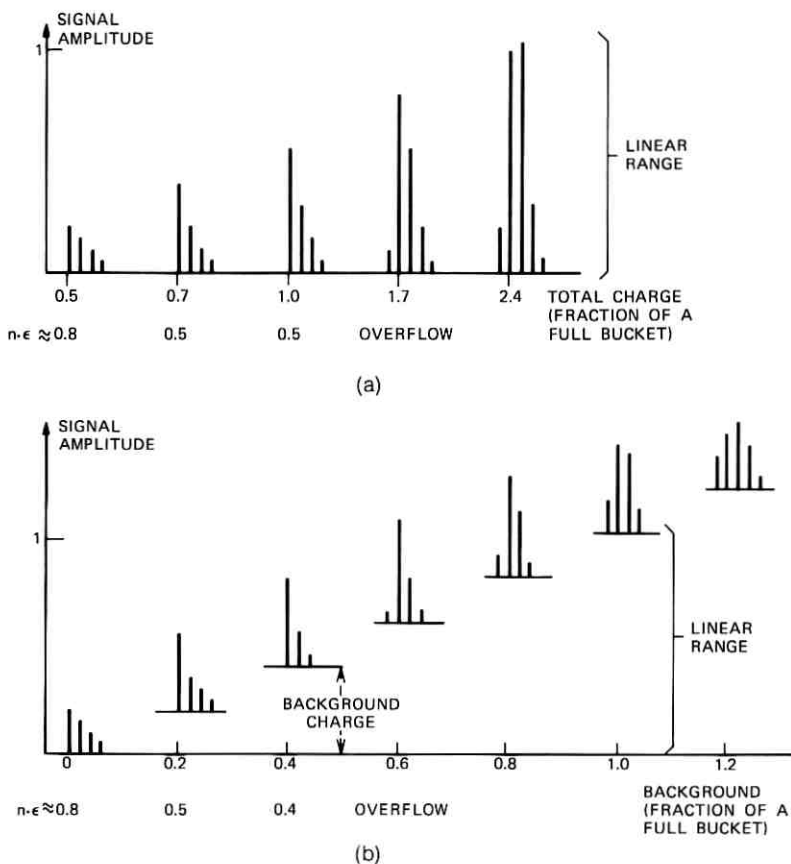 SIGNAL
AMPLITUDE
1
LINEAR
RANGE
0.5 0.7 1.0 1.7 2.4 TOTAL CHARGE
(FRACTION OF A
n·ϵ ≈0.8 0.5 0.5 OVERFLOW FULL BUCKET)
(a)
SIGNAL
AMPLITUDE
1
LINEAR
RANGE
BACKGROUND
CHARGE
0 0.2 0.4 0.6 0.8 1.0 1.2
BACKGROUND
n·ϵ≈0.8 0.5 0.4 OVERFLOW (FRACTION OF A
FULL BUCKET)
(b)